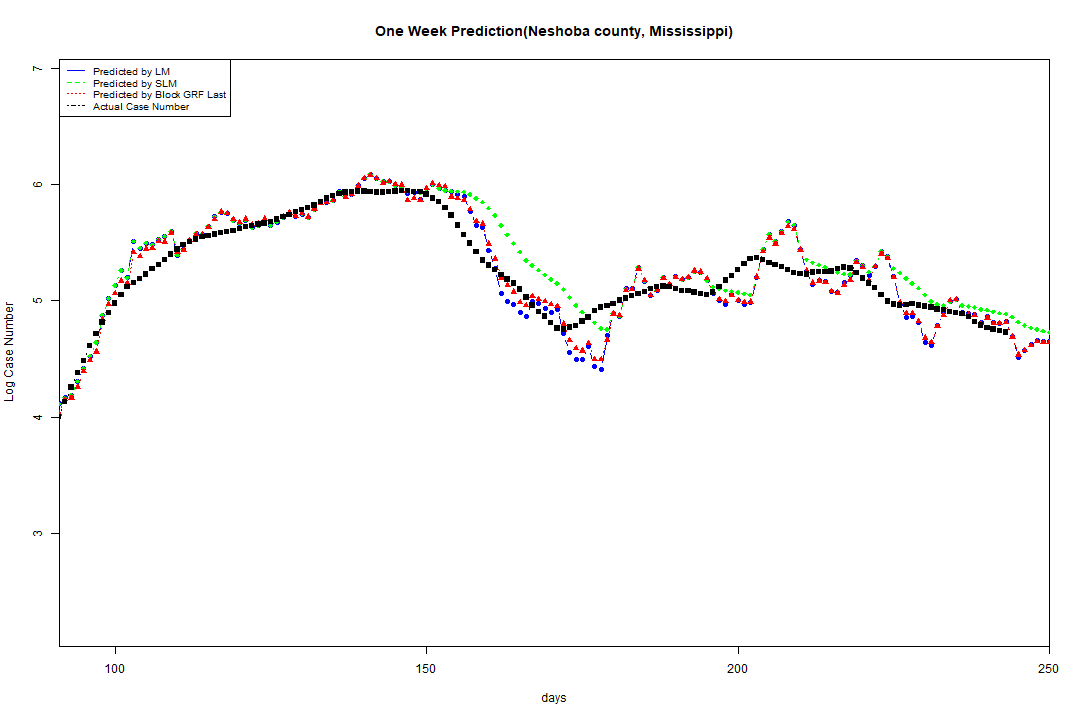 One Week Prediction(Neshoba county, Mississippi)
Predicted by LM
Predicted by SLM
Predicted by Block GRF Last
Actual Case Number
7
6
5
4
3
Log Case Number
100 150 200 250
days